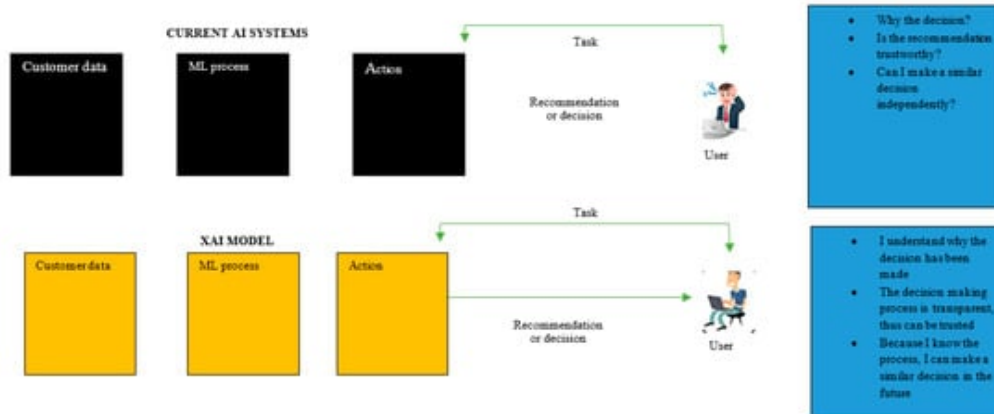 CURRENT AI SYSTEMS
Customer data
ML process
Action
Task
Recommendation
or decision
User
Why the decision?
Is the recommendation
trustworthy?
Can I make a similar
decision
independently?
XAI MODEL
Customer data
ML process
Action
Task
Recommendation
or decision
User
I understand why the
decision has been
made
The decision making
process is transparent,
thus can be trusted
Because I know the
process, I can make a
similar decision in the
future